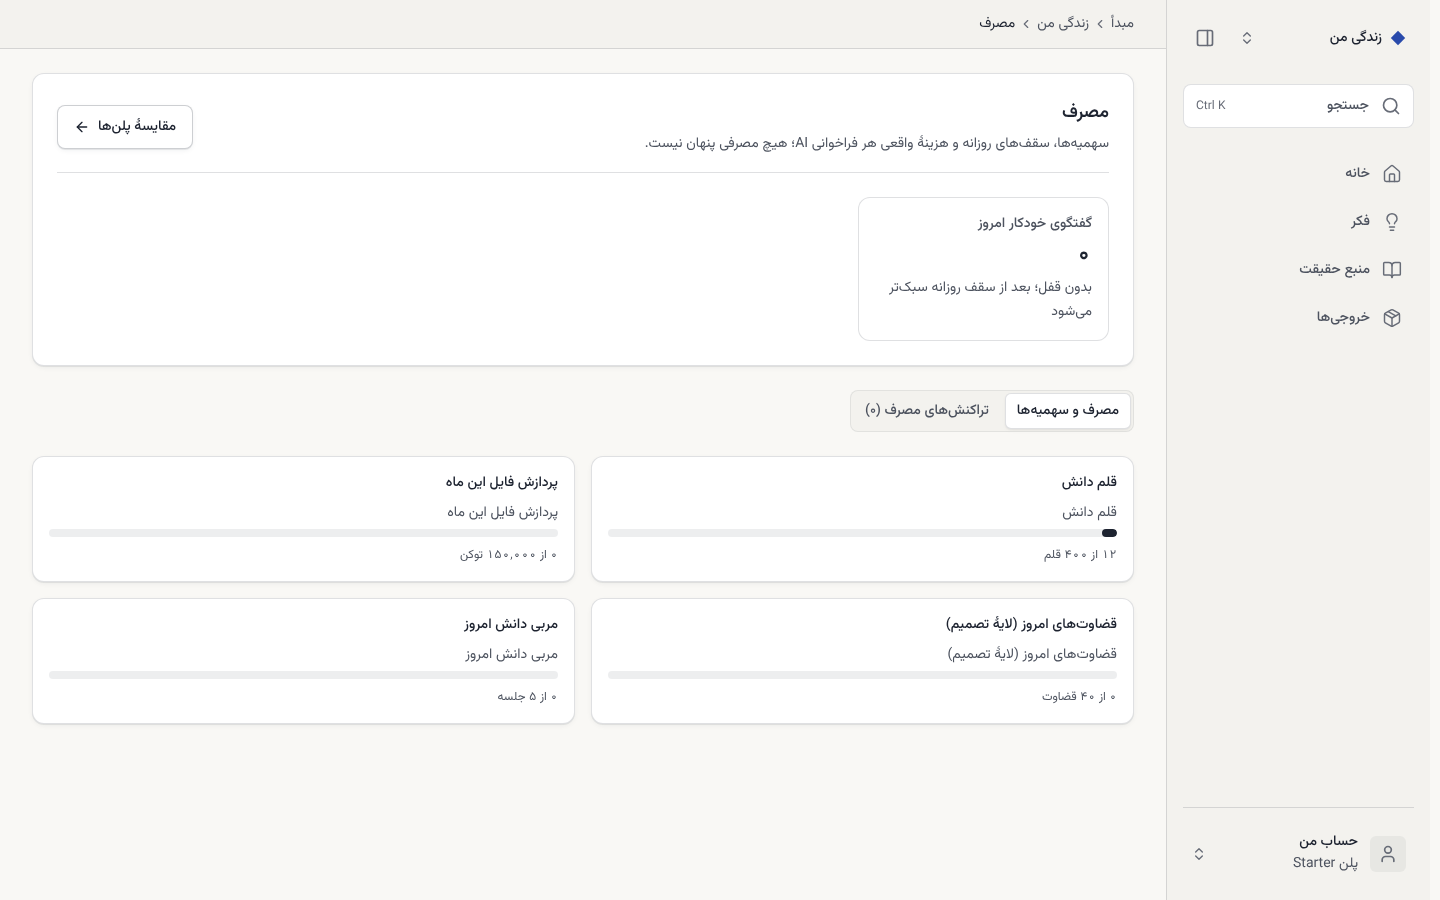 زندگی من
جستجو
Ctrl K
خانه
فکر
منبع حقیقت
خروجی‌ها
حساب من
پلن Starter
مبدأ › زندگی من › مصرف
مصرف
سهمیه‌ها، سقف‌های روزانه و هزینهٔ واقعی هر فراخوانی AI؛ هیچ مصرفی پنهان نیست.
مقایسهٔ پلن‌ها
گفتگوی خودکار امروز
۰
بدون قفل؛ بعد از سقف روزانه سبک‌تر
می‌شود
مصرف و سهمیه‌ها
تراکنش‌های مصرف (۰)
قلم دانش
قلم دانش
۱۲ از ۴۰۰ قلم
پردازش فایل این ماه
پردازش فایل این ماه
۰ از ۱۵۰,۰۰۰ توکن
قضاوت‌های امروز (لایهٔ تصمیم)
قضاوت‌های امروز (لایهٔ تصمیم)
۰ از ۴۰ قضاوت
مربی دانش امروز
مربی دانش امروز
۰ از ۵ جلسه